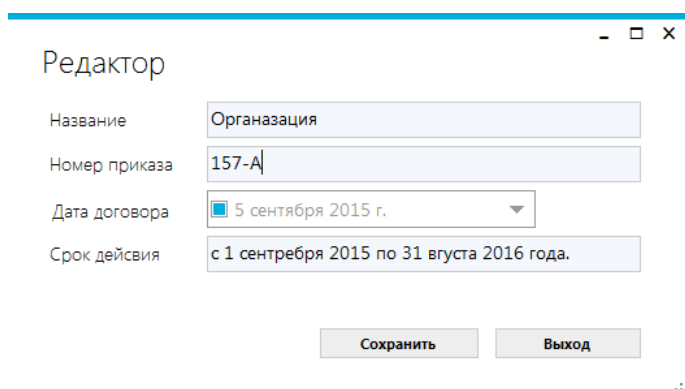 Редактор
Название Органазация
Номер приказа 157-А
Дата договора 5 сентября 2015 г.
Срок дейсвия с 1 сентребря 2015 по 31 вгуста 2016 года.
Сохранить Выход